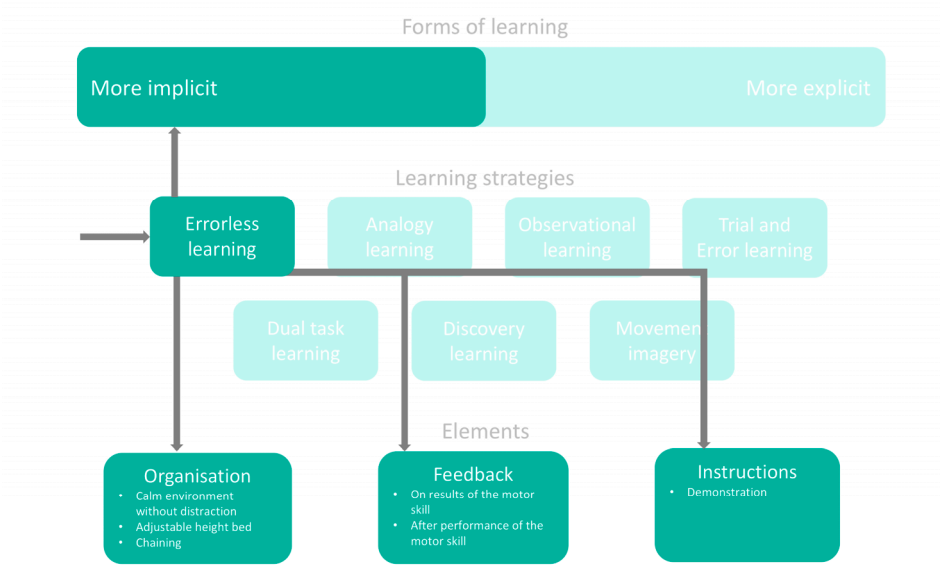 Forms of learning
More implicit
More explicit
Learning strategies
Errorless
learning
Analogy
learning
Observational
learning
Trial and
Error learning
Dual task
learning
Discovery
learning
Movement
imagery
Elements
Organisation
• Calm environment
without distraction
• Adjustable height bed
• Chaining
Feedback
• On results of the motor
skill
• After performance of the
motor skill
Instructions
• Demonstration